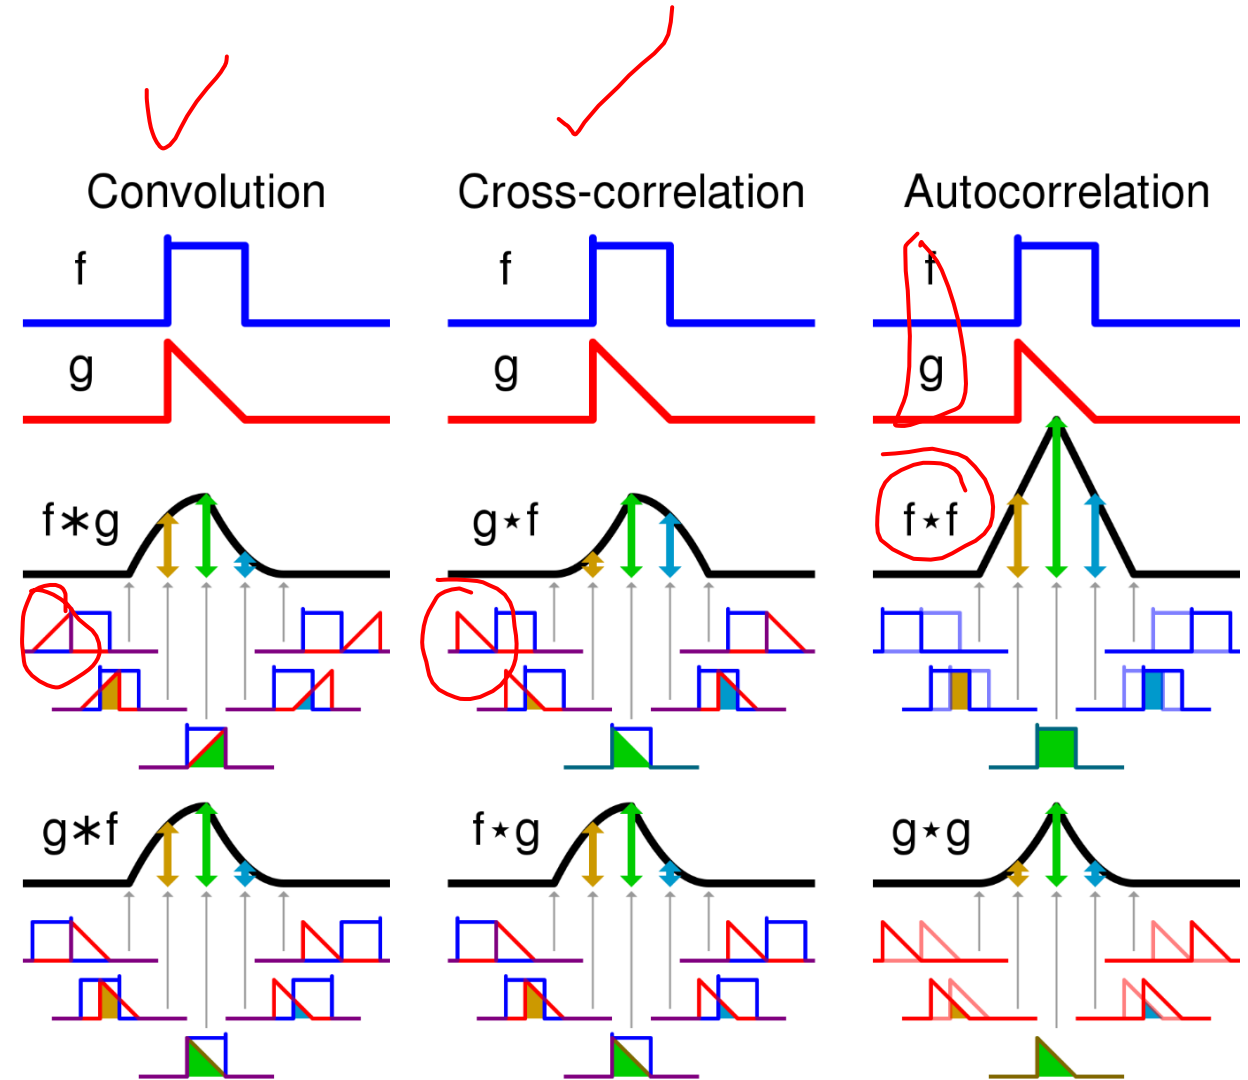 Convolution Cross-correlation Autocorrelation
f f f
g g g
f∗g g⋆f f⋆f
g∗f f⋆g g⋆g